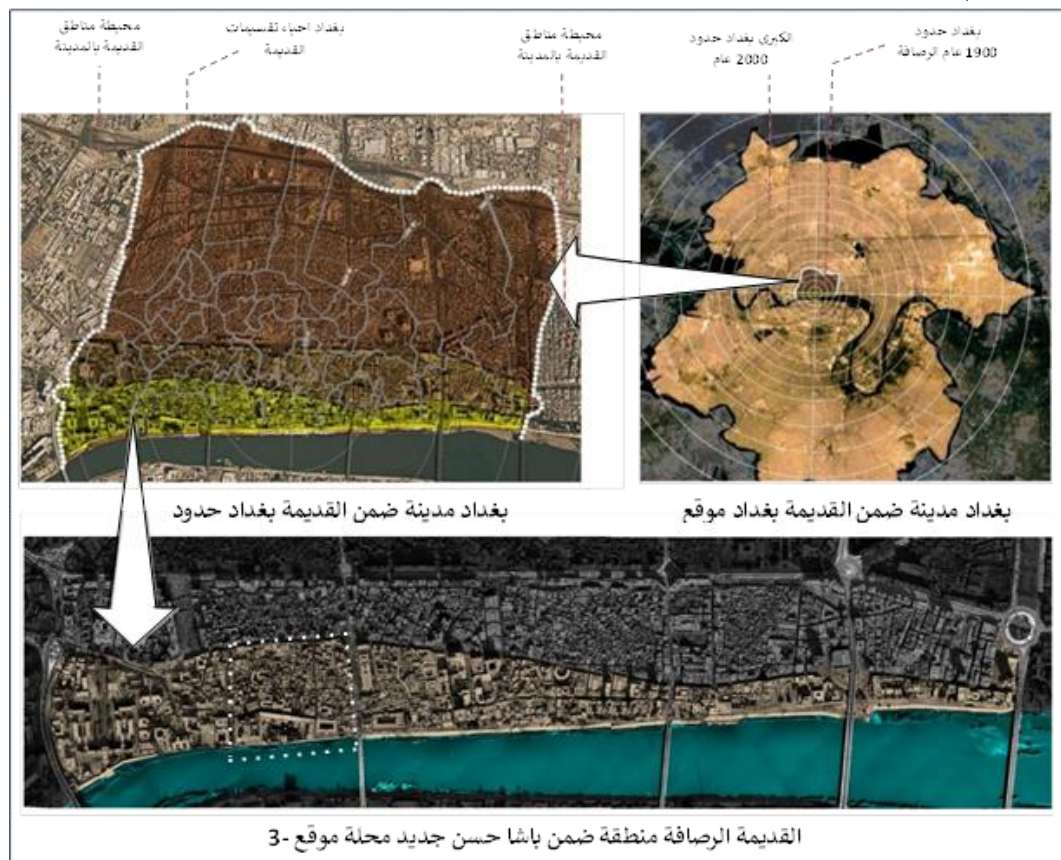 محيطة مناطق
القديمة بالمدينة
بغداد احياء تقسيمات
القديمة
محيطة مناطق
القديمة بالمدينة
الكبرى بغداد حدود
2000 عام
بغداد حدود
1900 عام الرصافة
بغداد مدينة ضمن القديمة بغداد حدود
بغداد مدينة ضمن القديمة بغداد موقع
القديمة الرصافة منطقة ضمن باشا حسن جديد محلة موقع -3